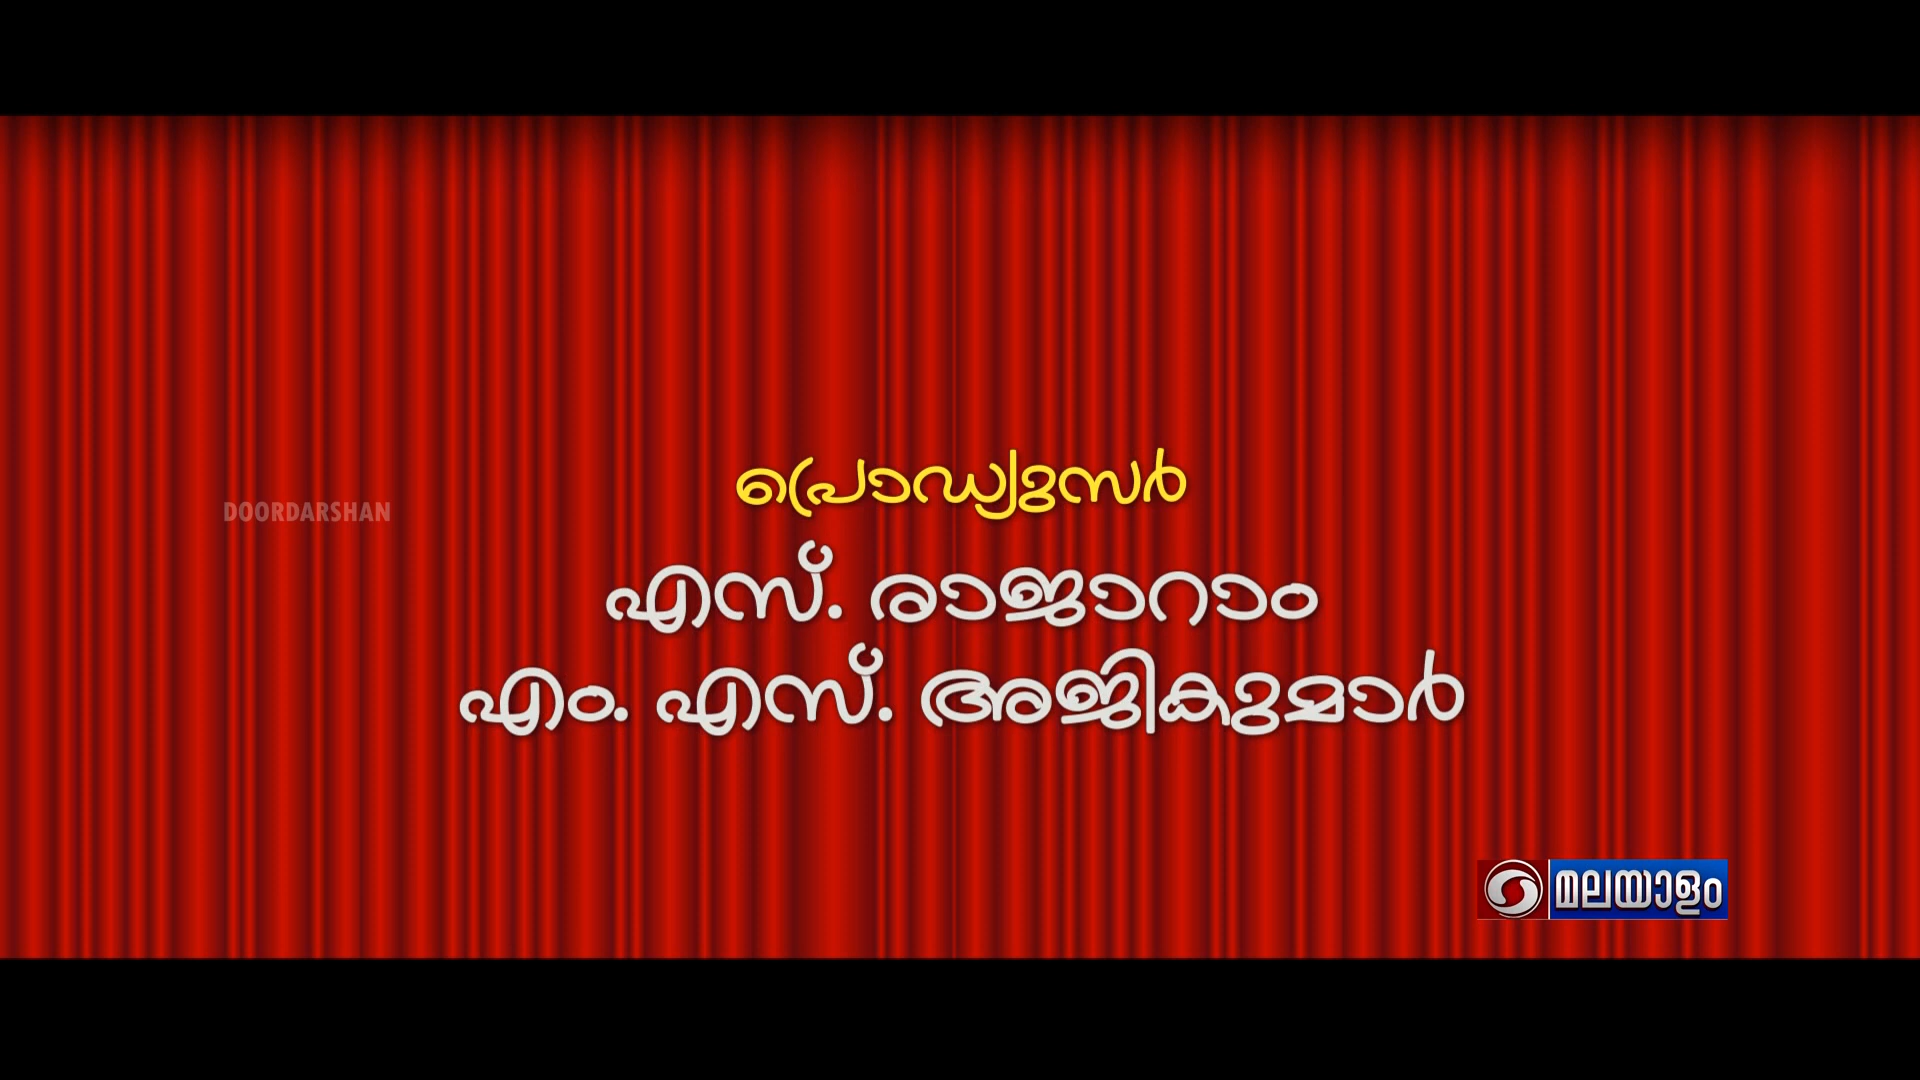 പ്രൊഡ്യുസർ
DOORDARSHAN
എസ്. രാജാറാം
എം. എസ്. അജികുമാർ
മലയാളം